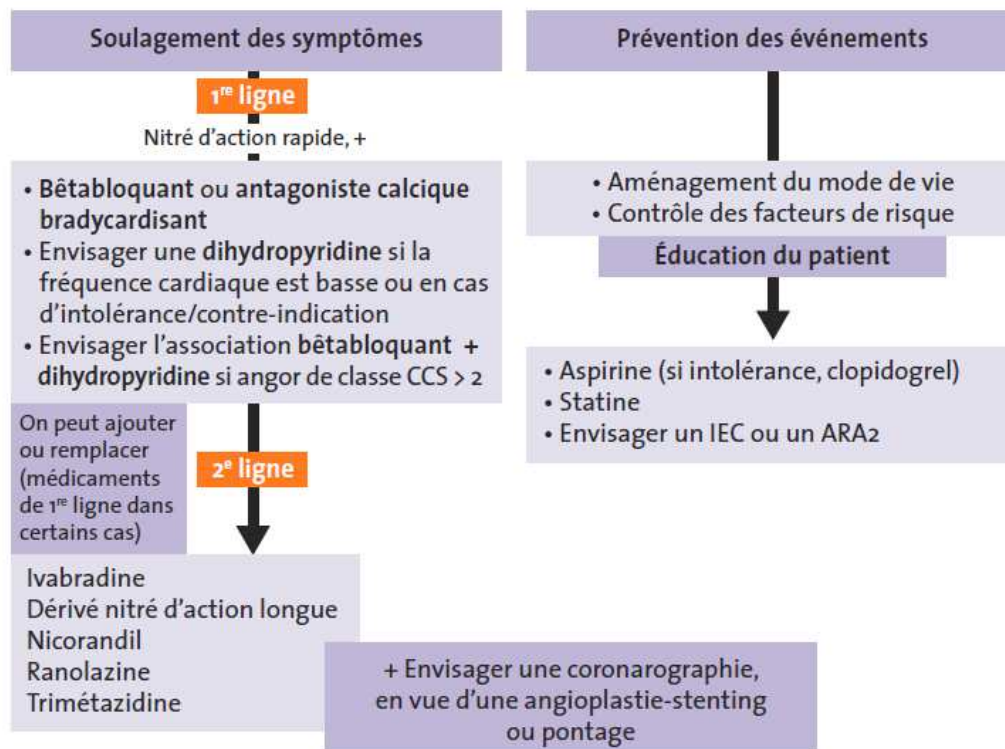 Soulagement des symptômes
1re ligne
Nitré d'action rapide, +
• Bêtabloquant ou antagoniste calcique
bradycardisant
• Envisager une dihydropyridine si la
fréquence cardiaque est basse ou en cas
d'intolérance/contre-indication
• Envisager l'association bêtabloquant +
dihydropyridine si angor de classe CCS > 2
On peut ajouter
ou remplacer
(médicaments
de 1re ligne dans
certains cas)
2e ligne
Ivabradine
Dérivé nitré d'action longue
Nicorandil
Ranolazine
Trimétazidine
+ Envisager une coronarographie,
en vue d'une angioplastie-stenting
ou pontage
Prévention des événements
• Aménagement du mode de vie
• Contrôle des facteurs de risque
Éducation du patient
• Aspirine (si intolérance, clopidogrel)
• Statine
• Envisager un IEC ou un ARA2